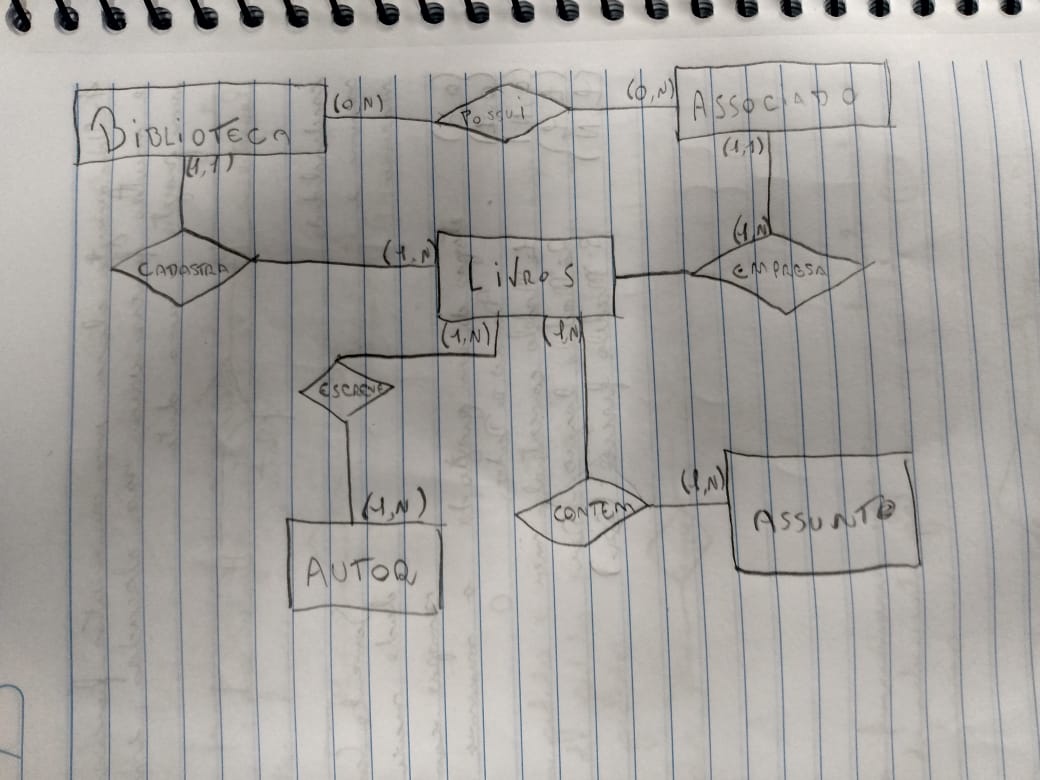 (0,N)
(0,N)
BIBLIOTECA
POSSUI
ASSOCIADO
(1,1)
(1,1)
CADASTRA
(1,N)
LIVROS
(1,N)
EMPRESA
(1,N)
(1,N)
ESCREVE
(1,N)
(1,N)
CONTEM
ASSUNTO
AUTOR